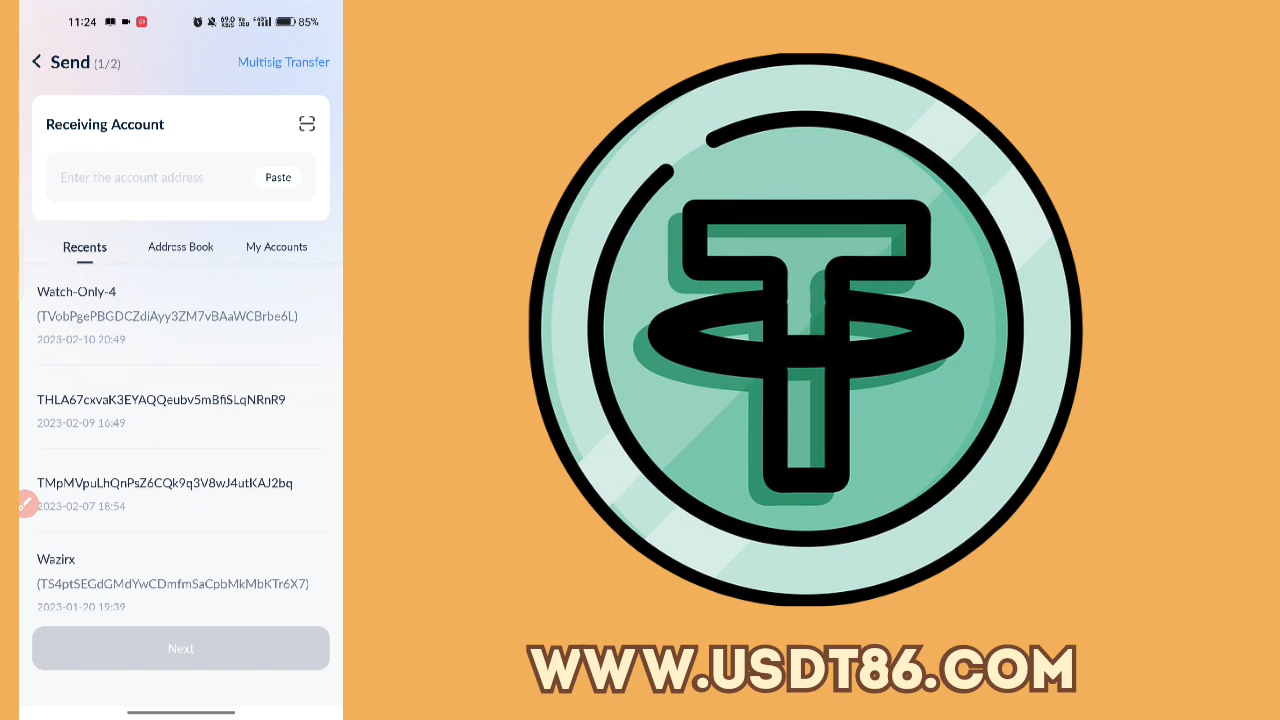 11:24
85%
Send (1/2)
Multisig Transfer
Receiving Account
Enter the account address
Paste
Recents
Address Book
My Accounts
Watch-Only-4
(TVobPgePBGDCZdiAyy3ZM7vBAaWCBrbe6L)
2023-02-10 20:49
THLA67cxvaK3EYAQQeubv5mBfiSLqNRnR9
2023-02-09 16:49
TMpMVpuLhQnPsZ6CQk9q3V8wJ4utKAJ2bq
2023-02-07 18:54
Wazirx
(TS4ptSEGdGMdYwCDmfmSaCpbMkMbKTr6X7)
2023-01-20 19:39
Next
WWW.USDT86.COM